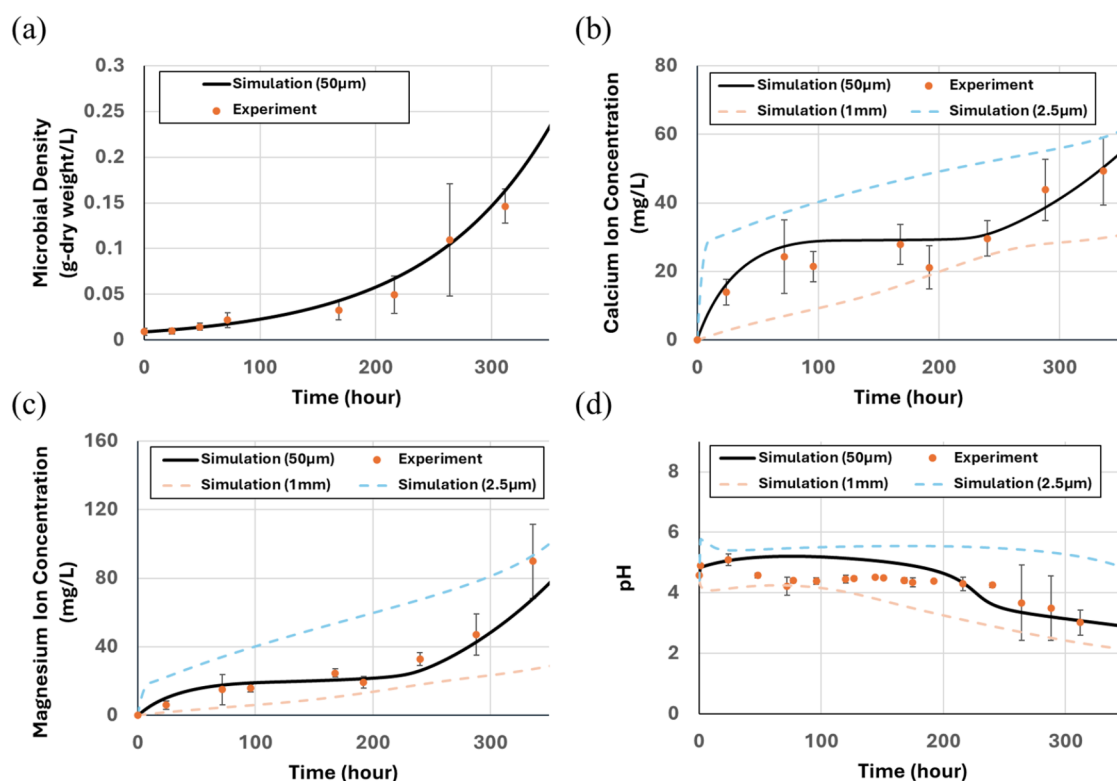 (a)
0.3
0.25
0.2
0.15
0.1
0.05
0
0 100 200 300
Microbial Density
(g-dry weight/L)
Time (hour)
Simulation (50μm)
Experiment
(b)
80
60
40
20
0
0 100 200 300
Calcium Ion Concentration
(mg/L)
Time (hour)
Simulation (50μm) Experiment
Simulation (1mm) Simulation (2.5μm)
(c)
160
120
80
40
0
0 100 200 300
Magnesium Ion Concentration
(mg/L)
Time (hour)
Simulation (50μm) Experiment
Simulation (1mm) Simulation (2.5μm)
(d)
8
6
4
2
0
0 100 200 300
pH
Time (hour)
Simulation (50μm) Experiment
Simulation (1mm) Simulation (2.5μm)